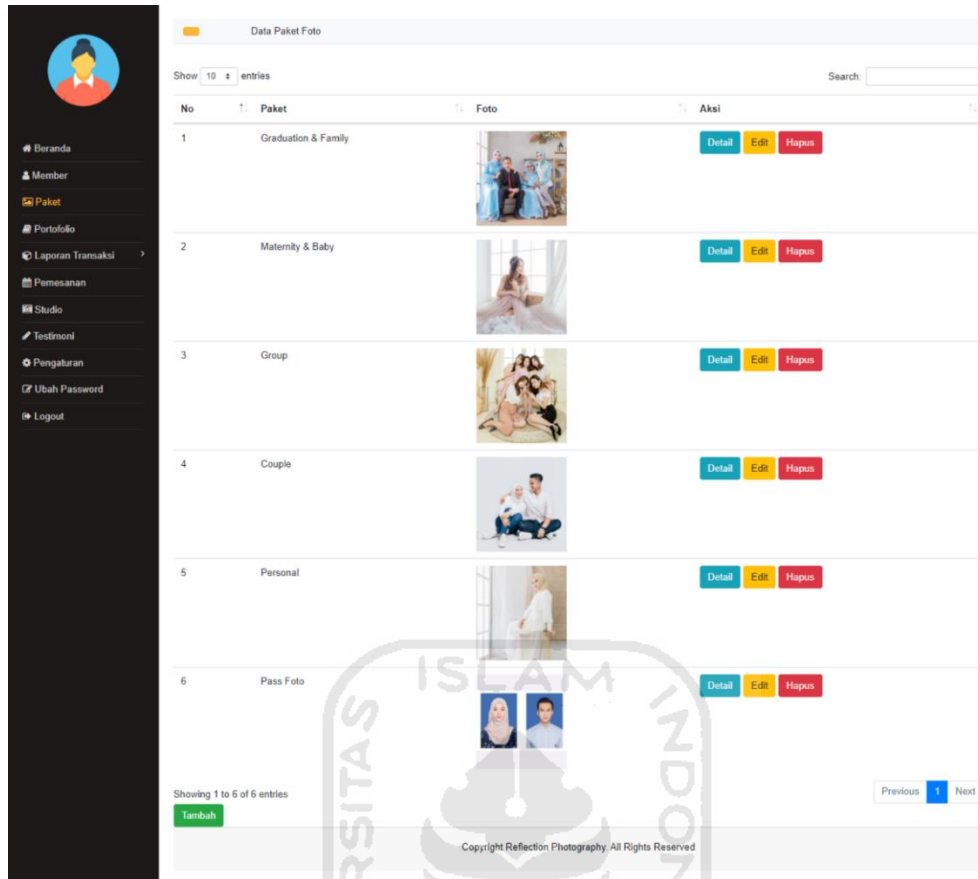 Data Paket Foto
Show 10 entries
Search:
No Paket Foto Aksi
1 Graduation & Family Detail Edit Hapus
2 Maternity & Baby Detail Edit Hapus
3 Group Detail Edit Hapus
4 Couple Detail Edit Hapus
5 Personal Detail Edit Hapus
6 Pass Foto Detail Edit Hapus
Showing 1 to 6 of 6 entries
Previous 1 Next
Tambah
Copyright Reflection Photography. All Rights Reserved
Beranda
Member
Paket
Portofolio
Laporan Transaksi
Pemesanan
Studio
Testimoni
Pengaturan
Ubah Password
Logout
ISLAM